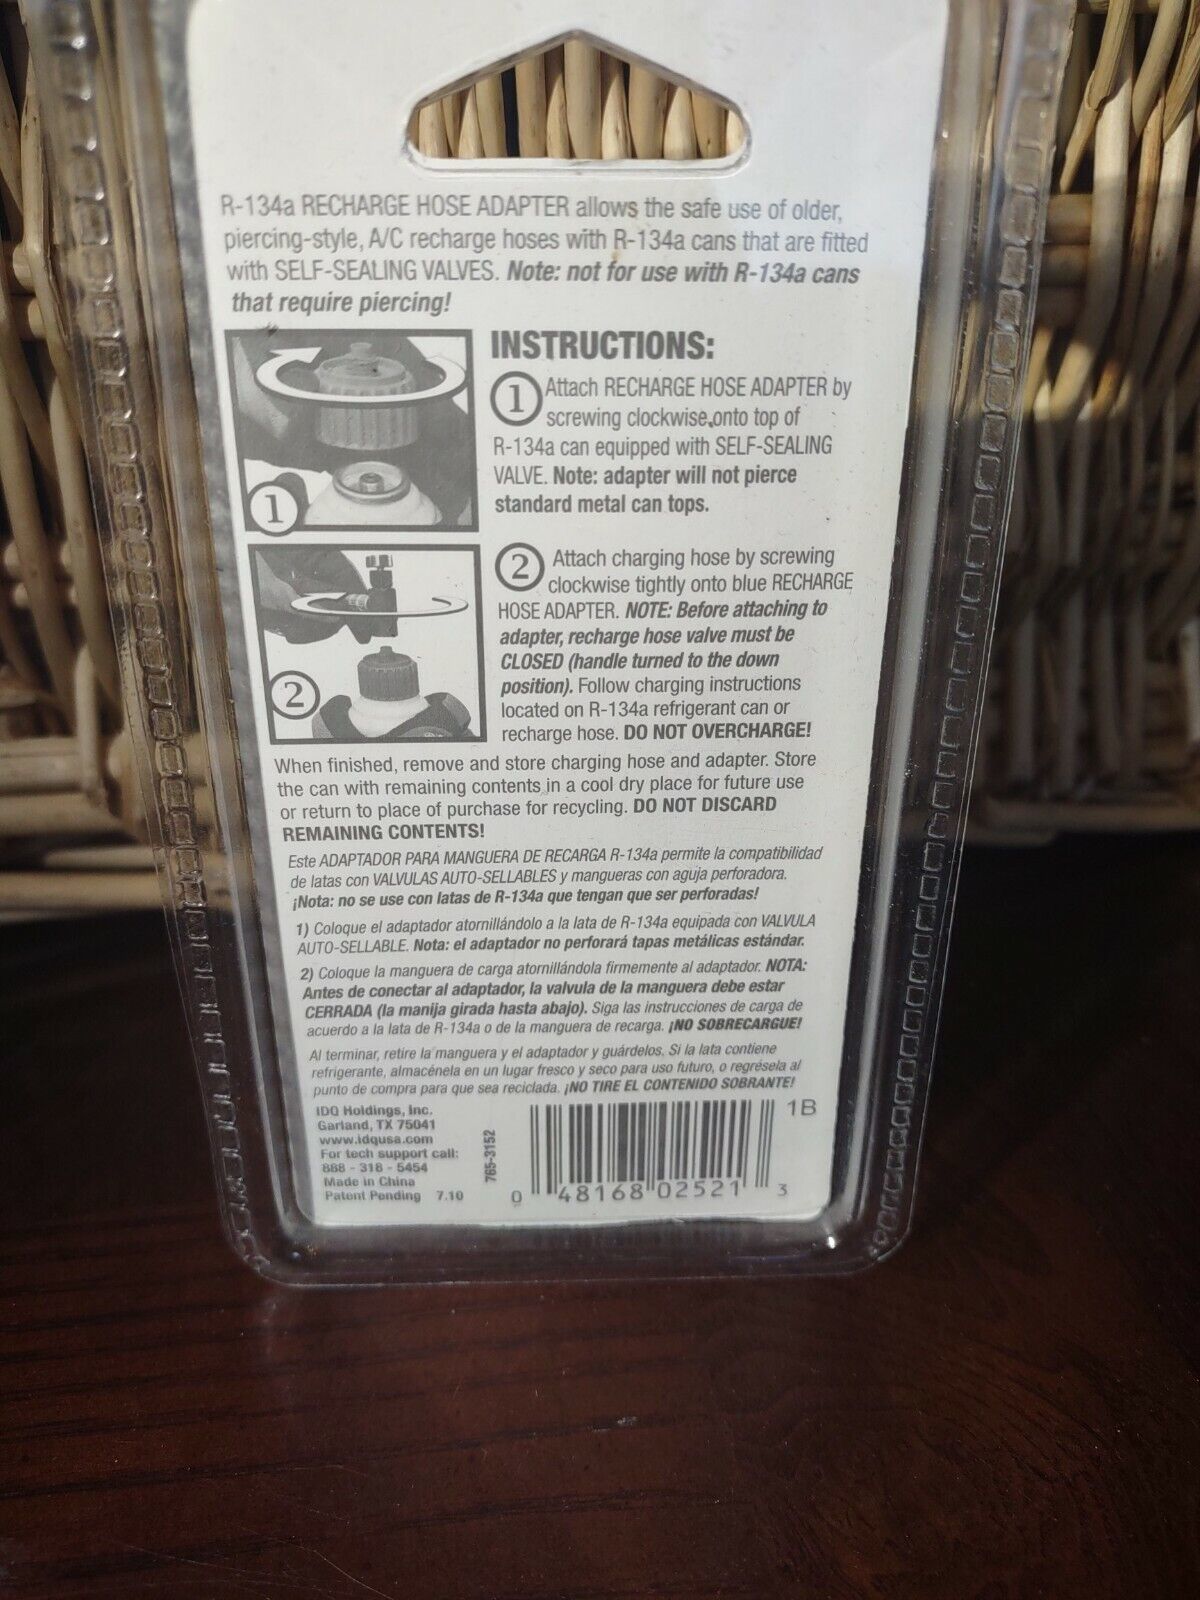 R-134a RECHARGE HOSE ADAPTER allows the safe use of older,
piercing-style, A/C recharge hoses with R-134a cans that are fitted
with SELF-SEALING VALVES. Note: not for use with R-134a cans
that require piercing!
INSTRUCTIONS:
1 Attach RECHARGE HOSE ADAPTER by
screwing clockwise onto top of
R-134a can equipped with SELF-SEALING
VALVE. Note: adapter will not pierce
standard metal can tops.
1
2 Attach charging hose by screwing
clockwise tightly onto blue RECHARGE
HOSE ADAPTER. NOTE: Before attaching to
adapter, recharge hose valve must be
CLOSED (handle turned to the down
position). Follow charging instructions
located on R-134a refrigerant can or
recharge hose. DO NOT OVERCHARGE!
2
When finished, remove and store charging hose and adapter. Store
the can with remaining contents in a cool dry place for future use
or return to place of purchase for recycling. DO NOT DISCARD
REMAINING CONTENTS!
Este ADAPTADOR PARA MANGUERA DE RECARGA R-134a permite la compatibilidad
de latas con VALVULAS AUTO-SELLABLES y mangueras con aguja perforadora.
¡Nota: no se use con latas de R-134a que tengan que ser perforadas!
1) Coloque el adaptador atornillándolo a la lata de R-134a equipada con VALVULA
AUTO-SELLABLE. Nota: el adaptador no perforará tapas metálicas estándar.
2) Coloque la manguera de carga atornillándola firmemente al adaptador. NOTA:
Antes de conectar al adaptador, la valvula de la manguera debe estar
CERRADA (la manija girada hasta abajo). Siga las instrucciones de carga de
acuerdo a la lata de R-134a o de la manguera de recarga. ¡NO SOBRECARGUE!
Al terminar, retire la manguera y el adaptador y guárdelos. Si la lata contiene
refrigerante, almacénela en un lugar fresco y seco para uso futuro, o regrésela al
punto de compra para que sea reciclada. ¡NO TIRE EL CONTENIDO SOBRANTE!
IDQ Holdings, Inc.
Garland, TX 75041
www.idqusa.com
For tech support call:
888 - 318 - 5454
Made in China
Patent Pending 7.10
765-3152
1B
0 48168 02521 3